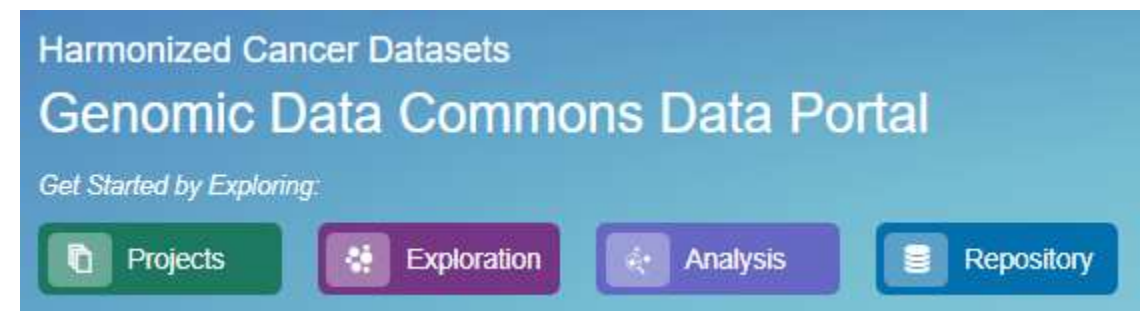 Harmonized Cancer Datasets
Genomic Data Commons Data Portal
Get Started by Exploring:
Projects Exploration Analysis Repository